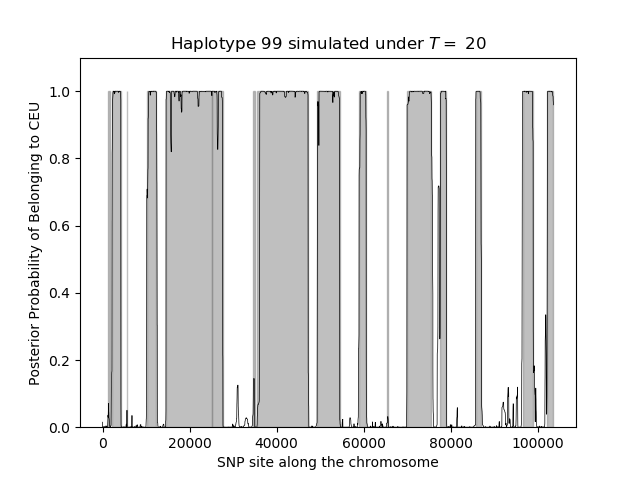 Haplotype 99 simulated under T = 20
Posterior Probability of Belonging to CEU
1.0
0.8
0.6
0.4
0.2
0.0
0 20000 40000 60000 80000 100000
SNP site along the chromosome